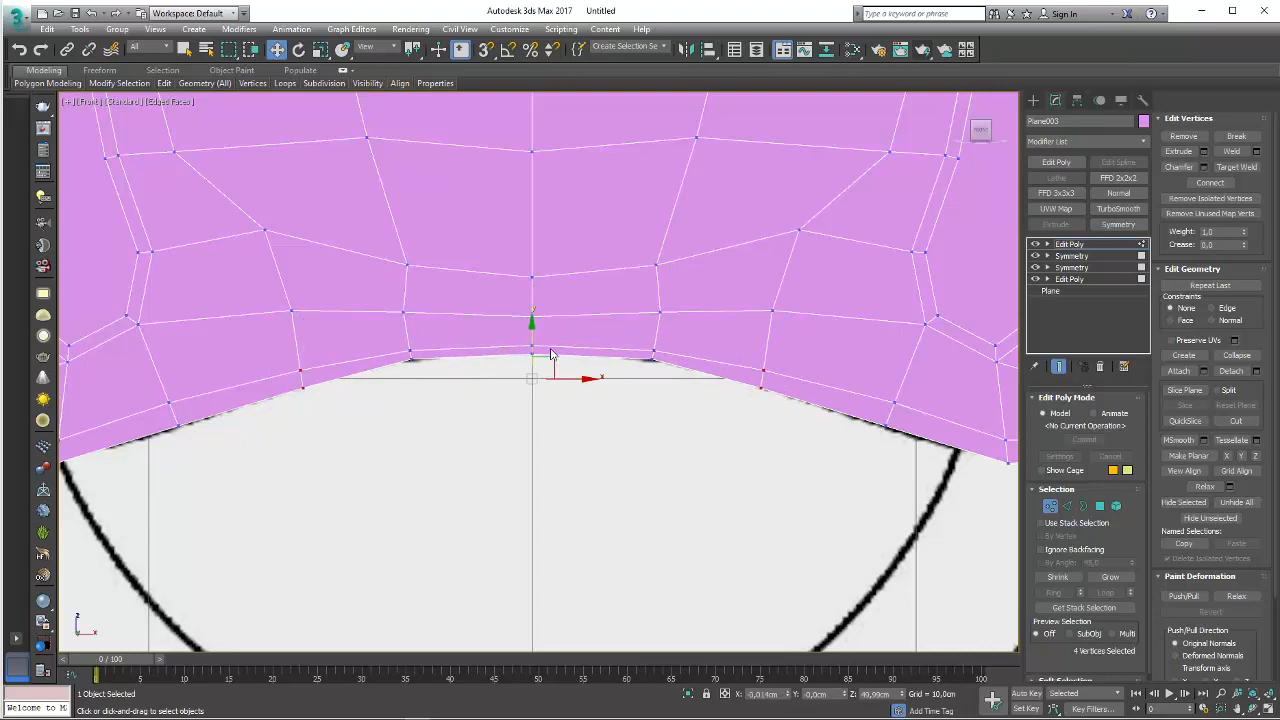 Autodesk 3ds Max 2017 Untitled
Workspace: Default
Type a keyword or phrase
Sign In
Edit Tools Group Views Create Modifiers Animation Graph Editors Rendering Civil View Customize Scripting Content Help
All
View
Create Selection Se
Modeling Freeform Selection Object Paint Populate
Polygon Modeling Modify Selection Edit Geometry (All) Vertices Loops Subdivision Visibility Align Properties
[+] [Front] [Standard] [Edged Faces]
y
x
z
x
Plane003
Modifier List
Edit Poly Edit Spline
Lathe FFD 2x2x2
FFD 3x3x3 Normal
UVW Map TurboSmooth
Extrude Symmetry
Edit Poly
Symmetry
Symmetry
Edit Poly
Plane
Edit Poly Mode
Model Animate
<No Current Operation>
Commit
Settings Cancel
Show Cage
Selection
Use Stack Selection
By Vertex
Ignore Backfacing
By Angle: 45,0
Shrink Grow
Ring Loop
Get Stack Selection
Preview Selection
Off SubObj Multi
4 Vertices Selected
Edit Vertices
Remove Break
Extrude Weld
Chamfer Target Weld
Connect
Remove Isolated Vertices
Remove Unused Map Verts
Weight: 1,0
Crease: 0,0
Edit Geometry
Repeat Last
Constraints
None Edge
Face Normal
Preserve UVs
Create Collapse
Attach Detach
Slice Plane Split
Slice Reset Plane
QuickSlice Cut
MSmooth Tessellate
Make Planar X Y Z
View Align Grid Align
Relax
Hide Selected Unhide All
Hide Unselected
Named Selections:
Copy Paste
Delete Isolated Vertices
Paint Deformation
Push/Pull Relax
Revert
Push/Pull Direction
Original Normals
Deformed Normals
Transform axis
0 / 100
5 10 15 20 25 30 35 40 45 50 55 60 65 70 75 80 85 90 95 100
1 Object Selected
X: -0,014cm Y: -0,0cm Z: 49,99cm Grid = 10,0cm
Auto Key Selected
Welcome to M
Click or click-and-drag to select objects
Add Time Tag
Set Key Key Filters...
0